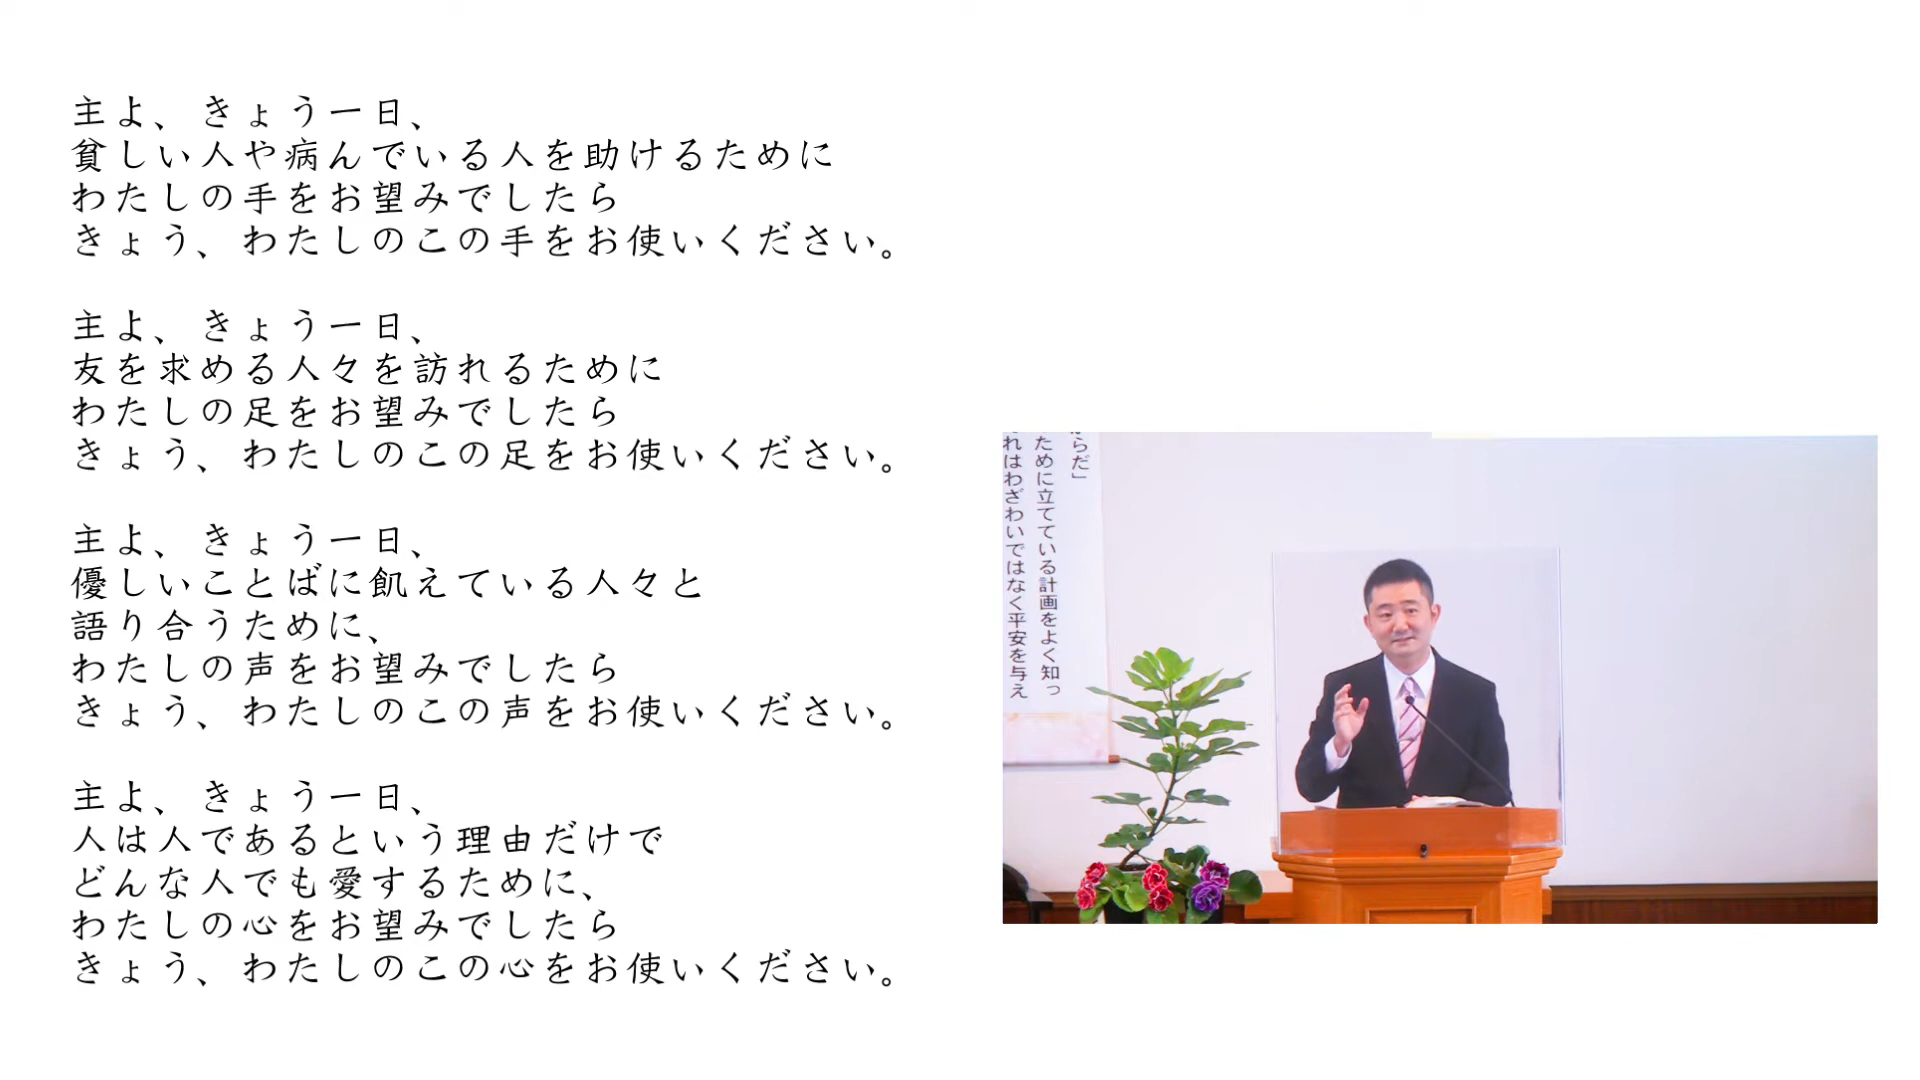 主よ、きょう一日、
貧しい人や病んでいる人を助けるために
わたしの手をお望みでしたら
きょう、わたしのこの手をお使いください。
主よ、きょう一日、
友を求める人々を訪れるために
わたしの足をお望みでしたら
きょう、わたしのこの足をお使いください。
主よ、きょう一日、
優しいことばに飢えている人々と
語り合うために、
わたしの声をお望みでしたら
きょう、わたしのこの声をお使いください。
主よ、きょう一日、
人は人であるという理由だけで
どんな人でも愛するために、
わたしの心をお望みでしたら
きょう、わたしのこの心をお使いください。
らだ」
ために立てている計画をよく知っ
れはわざわいではなく平安を与え